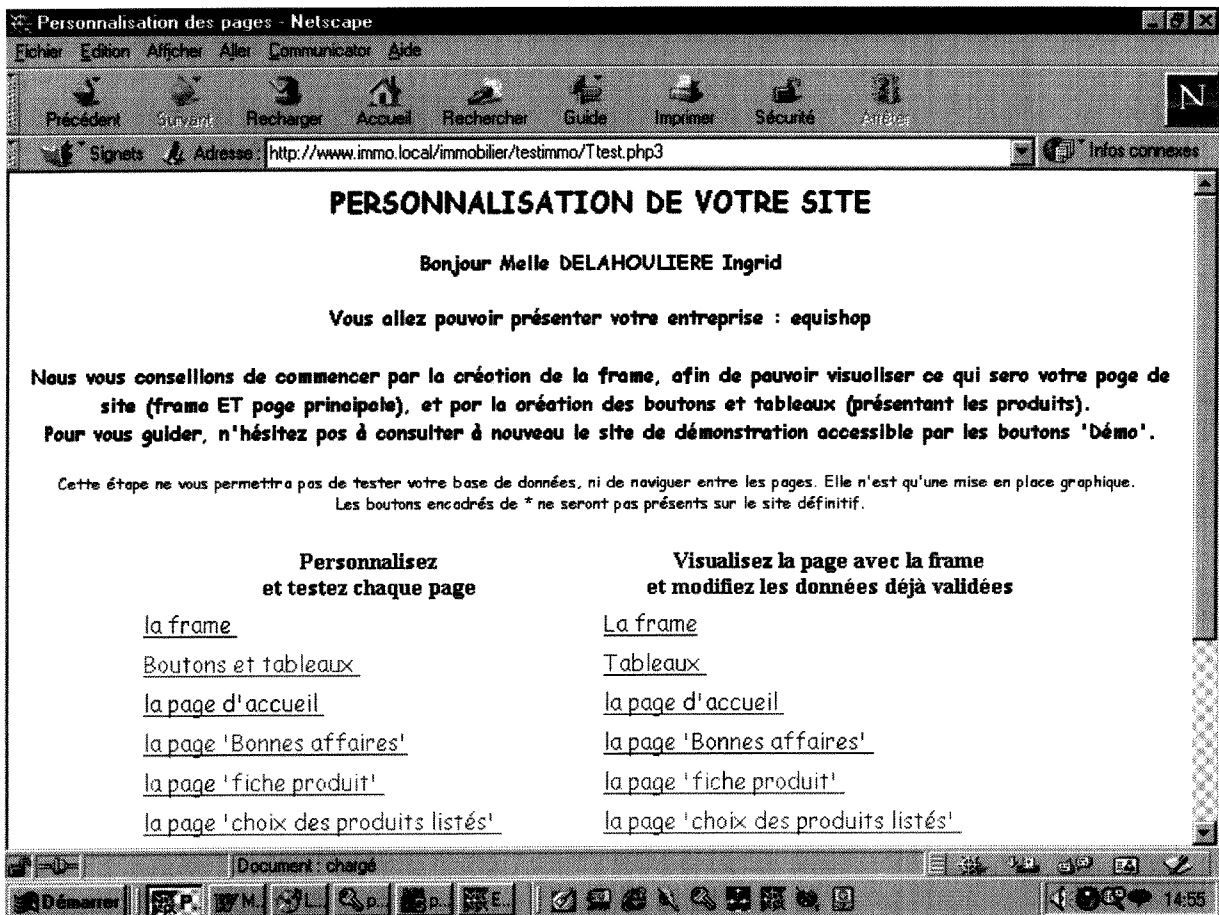 Personnalisation des pages - Netscape
Fichier Edition Afficher Aller Communicator Aide
Précédent Suivant Recharger Accueil Rechercher Guide Imprimer Sécurité Arrêter
N
Signets Adresse : http://www.immo.local/immobilier/testimmo/Ttest.php3 Infos connexes
PERSONNALISATION DE VOTRE SITE
Bonjour Melle DELAHOULIERE Ingrid
Vous allez pouvoir présenter votre entreprise : equishop
Nous vous conseillons de commencer par la création de la frame, afin de pouvoir visualiser ce qui sera votre page de
site (frame ET page principale), et par la création des boutons et tableaux (présentant les produits).
Pour vous guider, n'hésitez pas à consulter à nouveau le site de démonstration accessible par les boutons 'Démo'.
Cette étape ne vous permettra pas de tester votre base de données, ni de naviguer entre les pages. Elle n'est qu'une mise en place graphique.
Les boutons encadrés de * ne seront pas présents sur le site définitif.
Personnalisez
et testez chaque page
Visualisez la page avec la frame
et modifiez les données déjà validées
la frame
La frame
Boutons et tableaux
Tableaux
la page d'accueil
la page d'accueil
la page 'Bonnes affaires'
la page 'Bonnes affaires'
la page 'fiche produit'
la page 'fiche produit'
la page 'choix des produits listés'
la page 'choix des produits listés'
Document : chargé
Démarrer P. M. L. p. p. E. 14:55